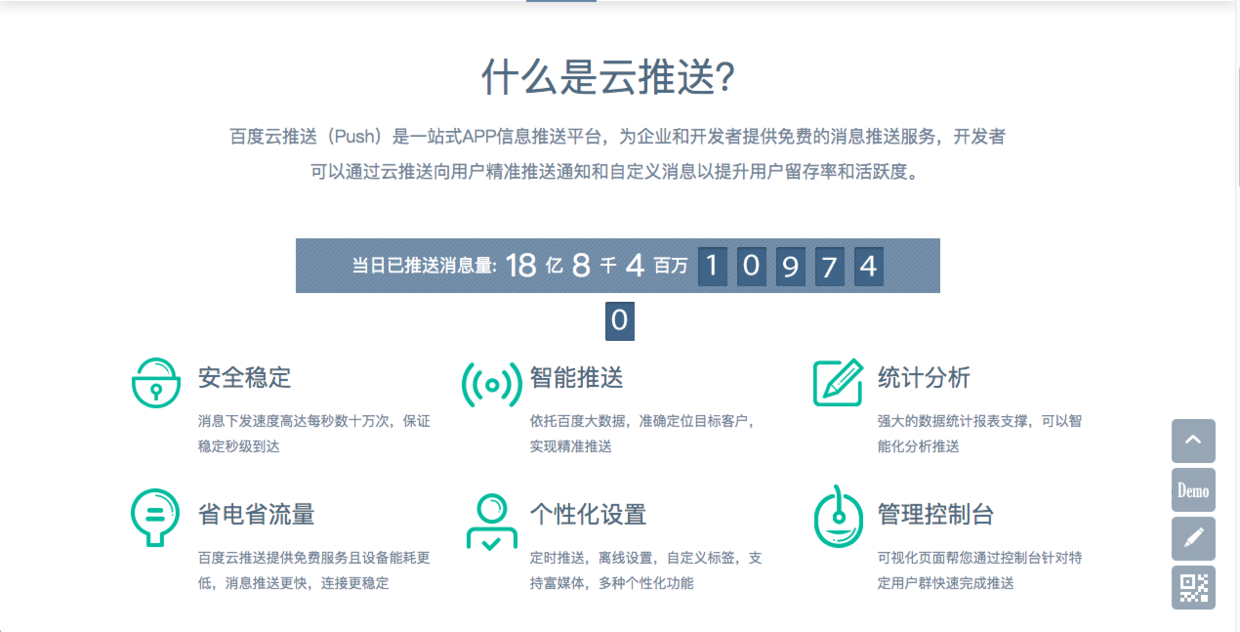 什么是云推送?
百度云推送（Push）是一站式APP信息推送平台，为企业和开发者提供免费的消息推送服务，开发者
可以通过云推送向用户精准推送通知和自定义消息以提升用户留存率和活跃度。
当日已推送消息量: 18 亿 8 千 4 百万 1 0 9 7 4
0
安全稳定
消息下发速度高达每秒数十万次，保证
稳定秒级到达
智能推送
依托百度大数据，准确定位目标客户，
实现精准推送
统计分析
强大的数据统计报表支撑，可以智
能化分析推送
省电省流量
百度云推送提供免费服务且设备能耗更
低，消息推送更快，连接更稳定
个性化设置
定时推送，离线设置，自定义标签，支
持富媒体，多种个性化功能
管理控制台
可视化页面帮您通过控制台针对特
定用户群快速完成推送
Demo